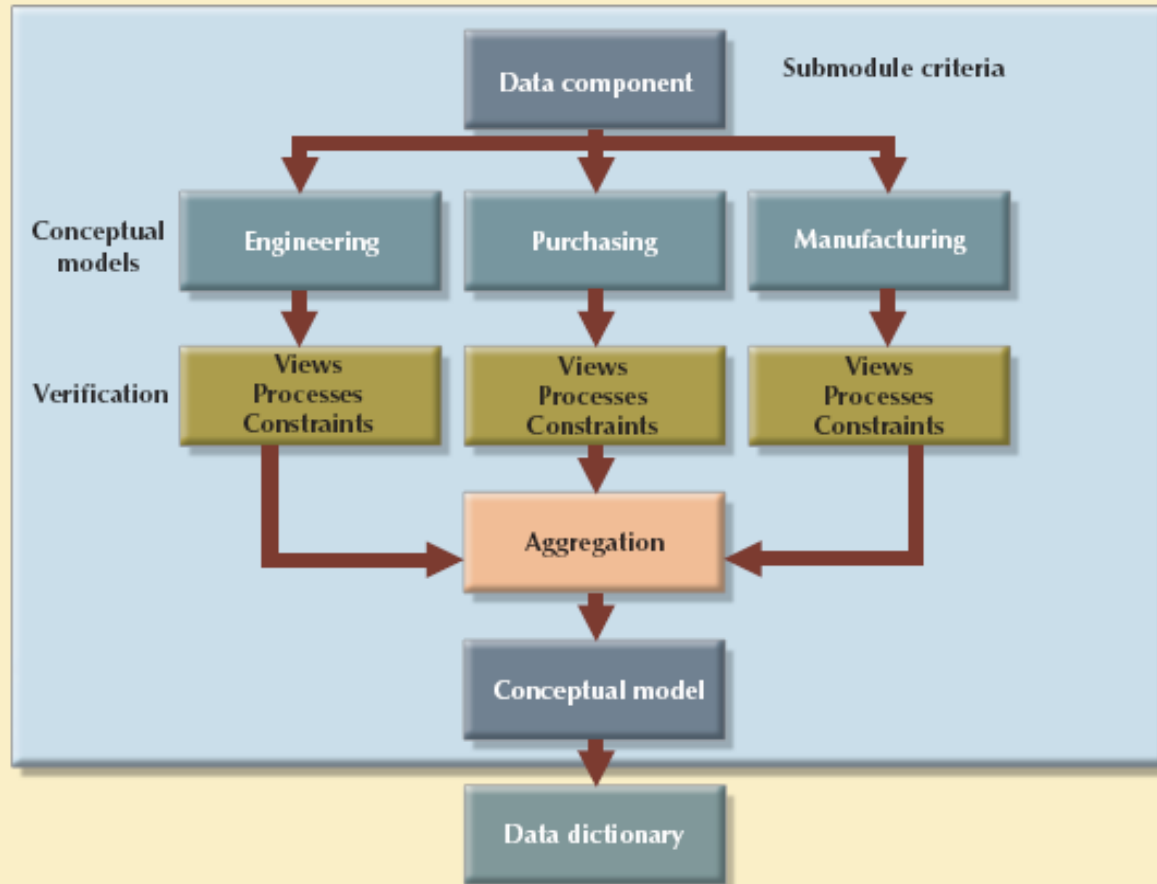 Data component
Submodule criteria
Conceptual
models
Engineering
Purchasing
Manufacturing
Verification
Views
Processes
Constraints
Views
Processes
Constraints
Views
Processes
Constraints
Aggregation
Conceptual model
Data dictionary